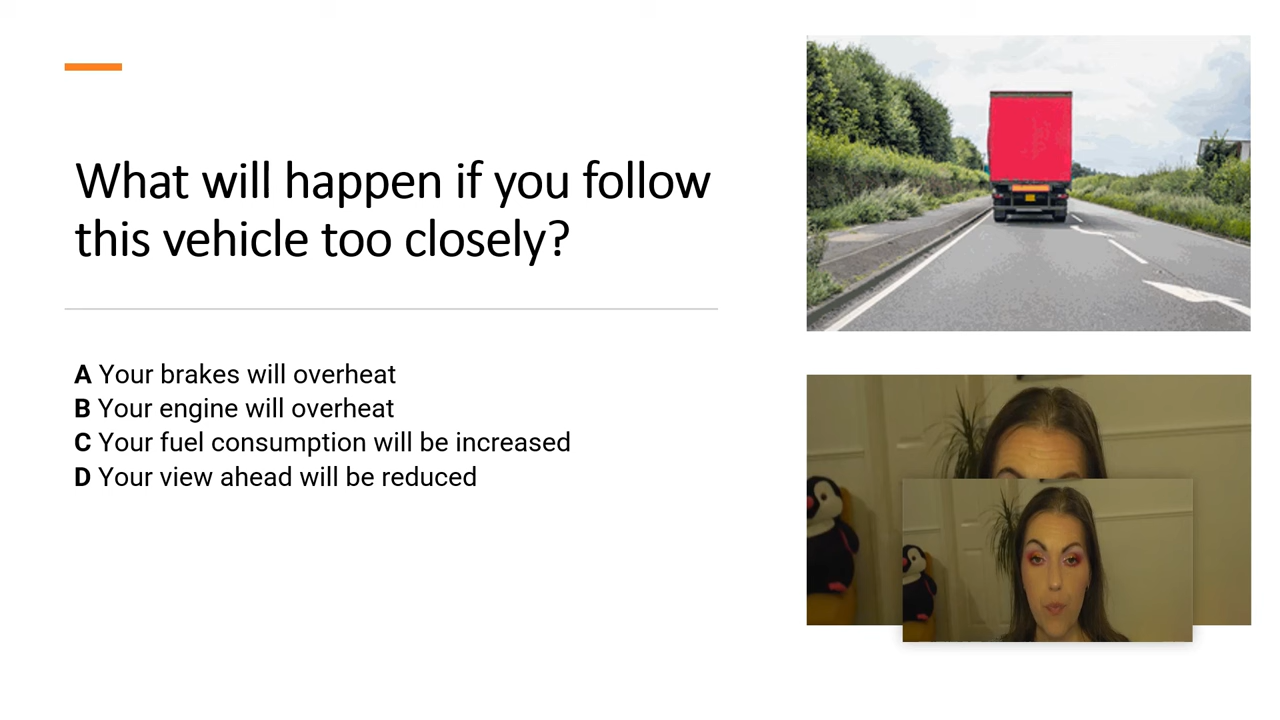 What will happen if you follow
this vehicle too closely?
A Your brakes will overheat
B Your engine will overheat
C Your fuel consumption will be increased
D Your view ahead will be reduced